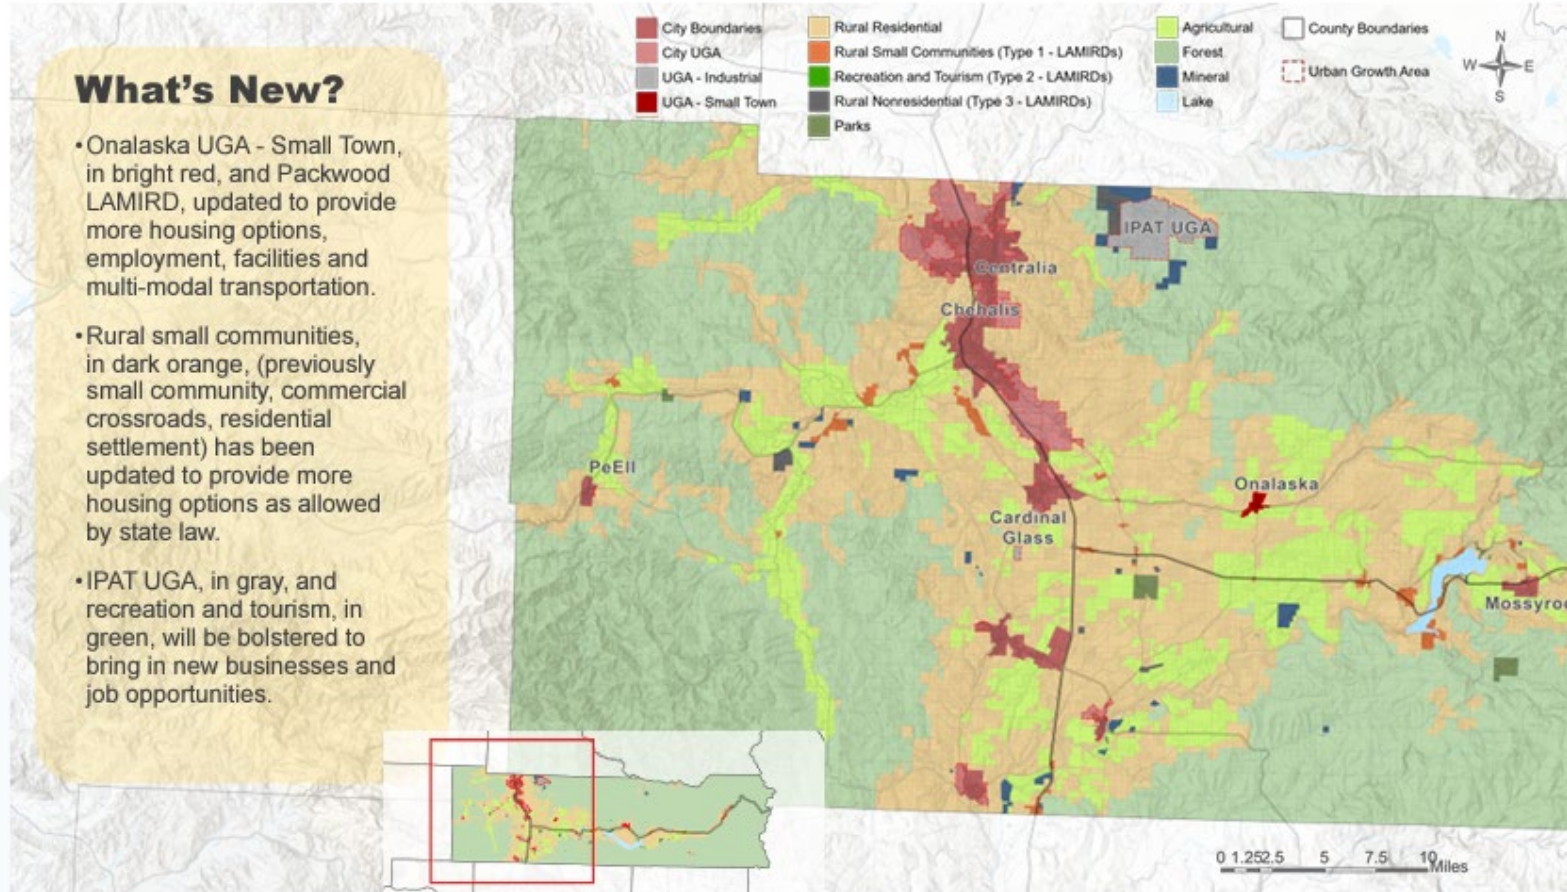 What's New?
•Onalaska UGA - Small Town,
in bright red, and Packwood
LAMIRD, updated to provide
more housing options,
employment, facilities and
multi-modal transportation.
•Rural small communities,
in dark orange, (previously
small community, commercial
crossroads, residential
settlement) has been
updated to provide more
housing options as allowed
by state law.
•IPAT UGA, in gray, and
recreation and tourism, in
green, will be bolstered to
bring in new businesses and
job opportunities.
City Boundaries
City UGA
UGA - Industrial
UGA - Small Town
Rural Residential
Rural Small Communities (Type 1 - LAMIRDs)
Recreation and Tourism (Type 2 - LAMIRDs)
Rural Nonresidential (Type 3 - LAMIRDs)
Parks
Agricultural
Forest
Mineral
Lake
County Boundaries
Urban Growth Area
N
W E
S
IPAT UGA
Centralia
Chehalis
PeEll
Onalaska
Cardinal
Glass
Mossyroc
0 1.252.5 5 7.5 10
Miles